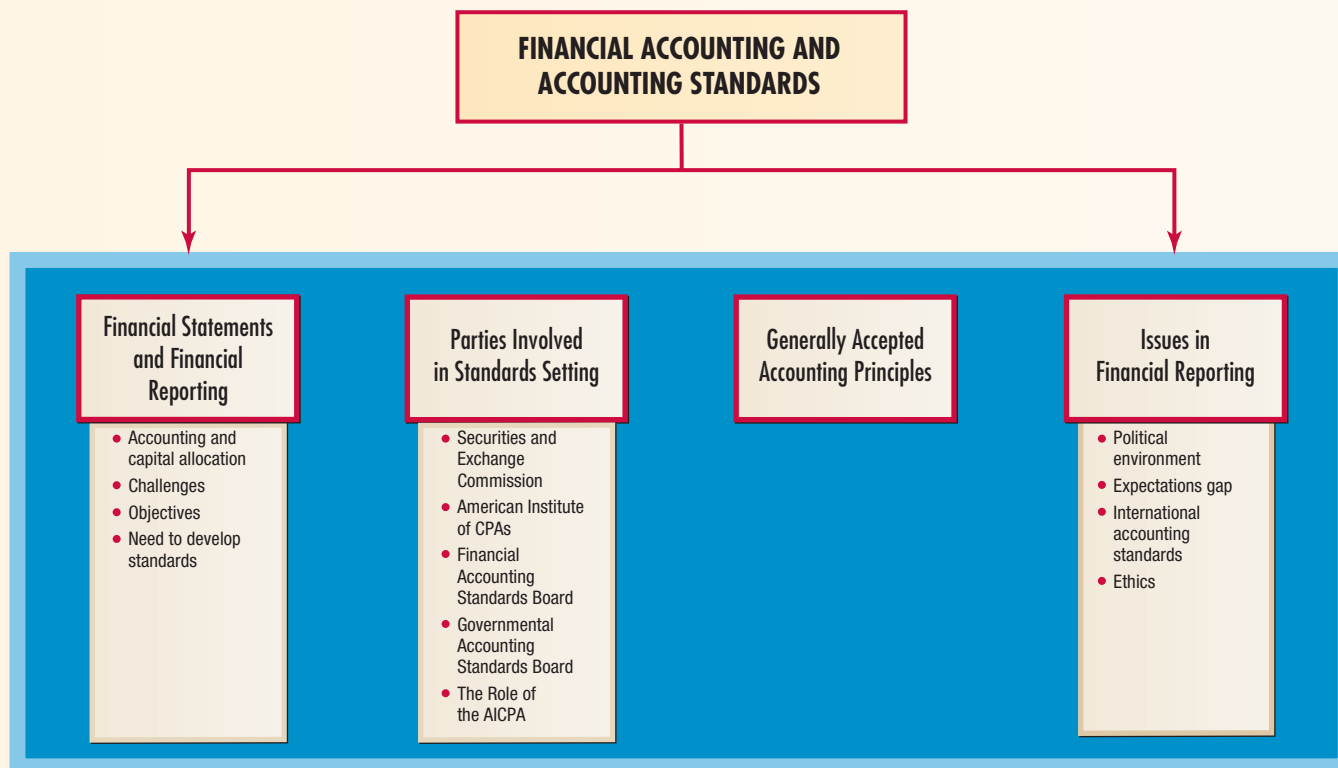 FINANCIAL ACCOUNTING AND
ACCOUNTING STANDARDS
Financial Statements
and Financial
Reporting
• Accounting and
capital allocation
• Challenges
• Objectives
• Need to develop
standards
Parties Involved
in Standards Setting
• Securities and
Exchange
Commission
• American Institute
of CPAs
• Financial
Accounting
Standards Board
• Governmental
Accounting
Standards Board
• The Role of
the AICPA
Generally Accepted
Accounting Principles
Issues in
Financial Reporting
• Political
environment
• Expectations gap
• International
accounting
standards
• Ethics